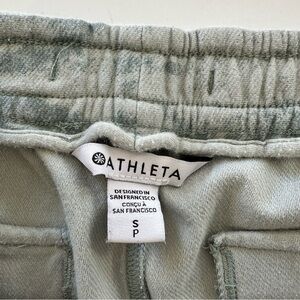 ATHLETA
DESIGNED IN
SAN FRANCISCO
CONÇU À
SAN FRANCISCO
S
P